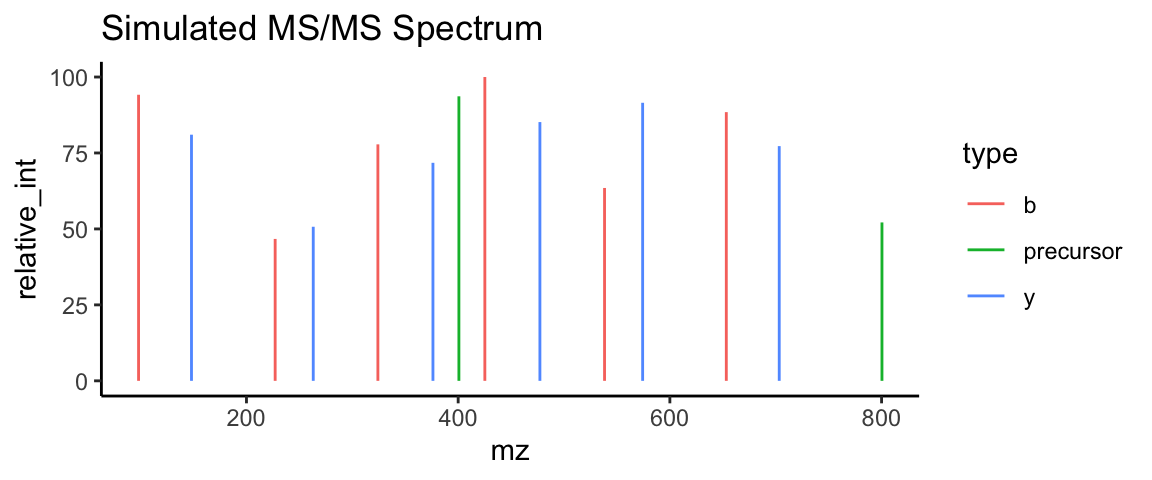 Simulated MS/MS Spectrum
100
75
50
25
0
relative_int
200
400
600
800
mz
type
b
precursor
y